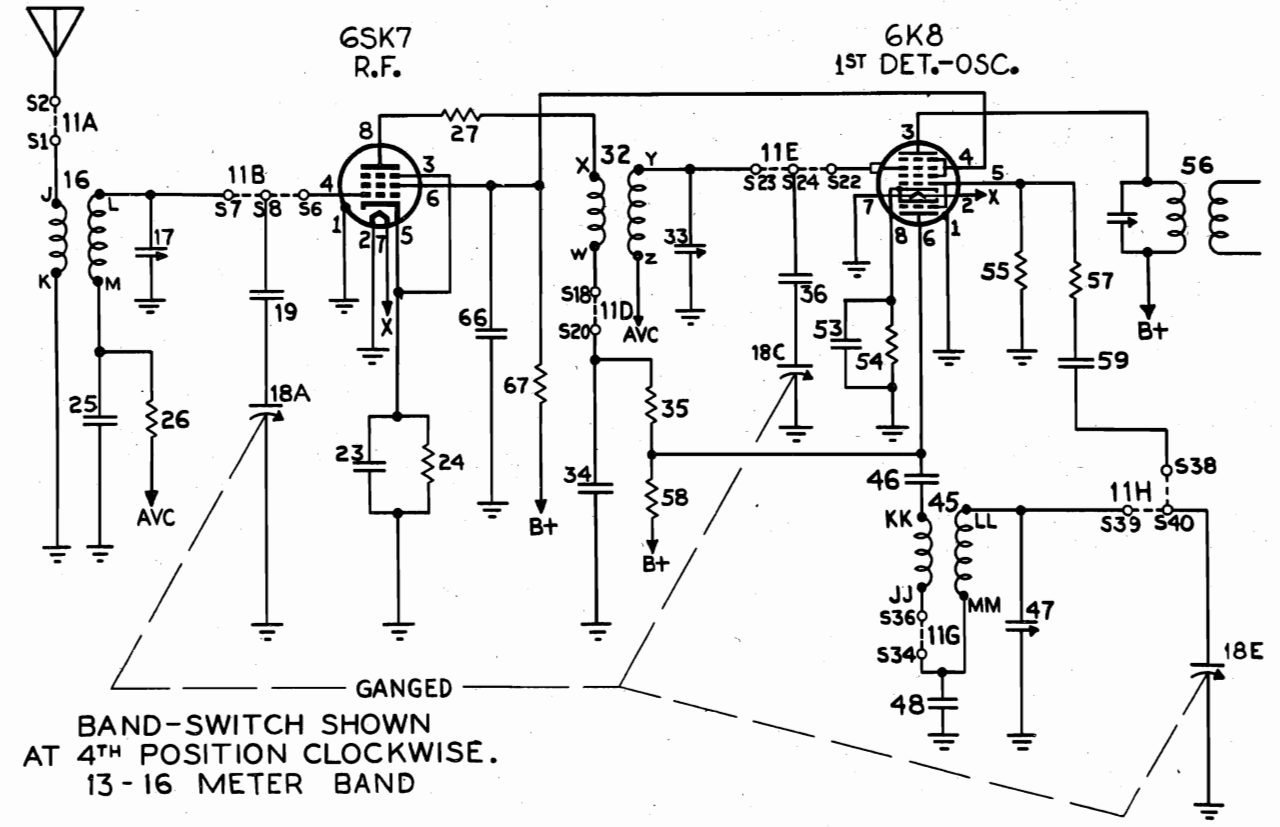 6SK7
R.F.
6K8
1ST DET.-OSC.
S2
11A
S1
8
27
3
4
5
X
32
Y
11E
S23
S24
S22
56
J
16
L
11B
S7
S8
S6
4
3
6
1
2
7
5
X
7
8
6
1
2
K
M
17
19
W
Z
33
36
55
57
B+
S18
11D
S20
AVC
66
67
53
54
18C
59
25
26
18A
35
AVC
23
24
34
58
B+
B+
46
45
KK
LL
S38
11H
S39
S40
JJ
MM
S36
11G
S34
47
18E
48
GANGED
BAND-SWITCH SHOWN
AT 4TH POSITION CLOCKWISE.
13-16 METER BAND